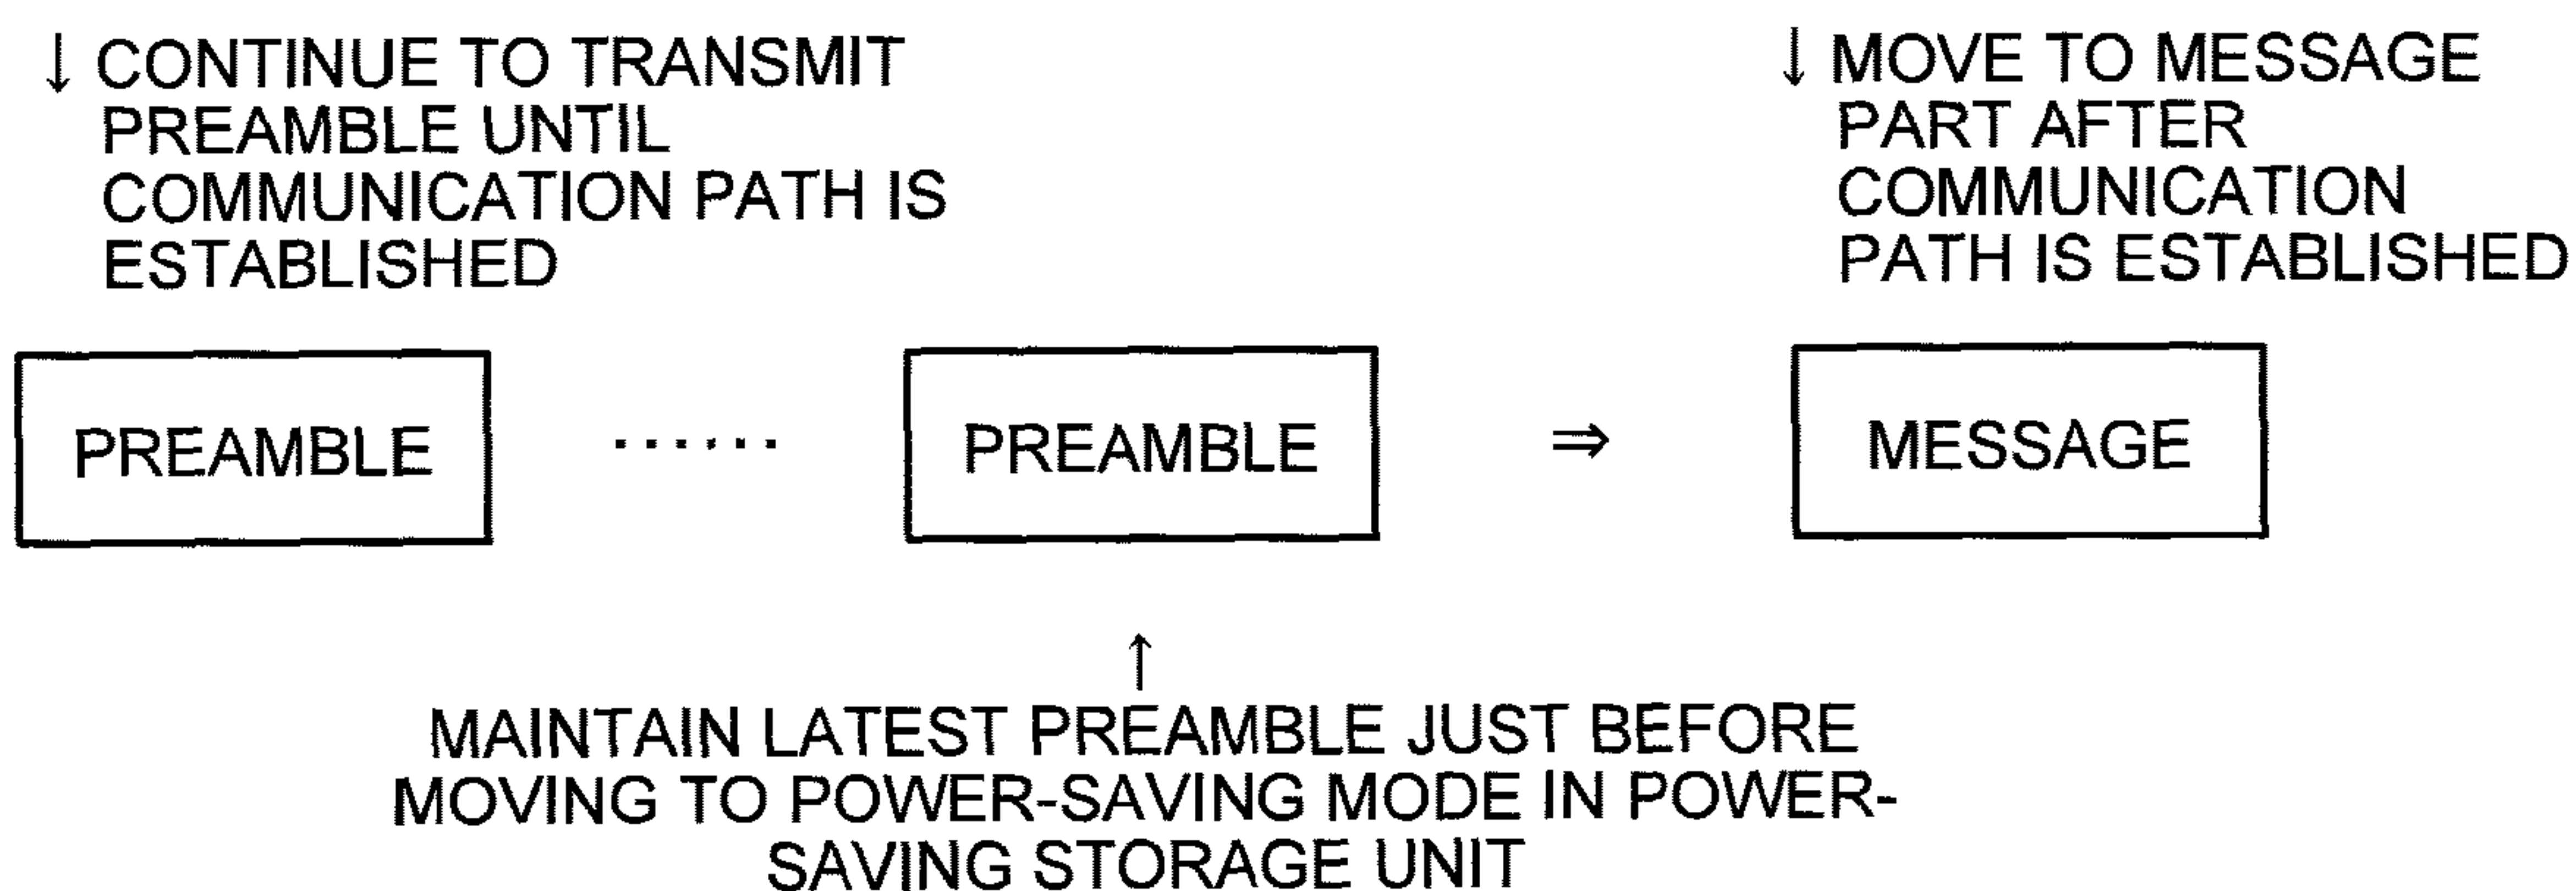 ↓ CONTINUE TO TRANSMIT
PREAMBLE UNTIL
COMMUNICATION PATH IS
ESTABLISHED
↓ MOVE TO MESSAGE
PART AFTER
COMMUNICATION
PATH IS ESTABLISHED
PREAMBLE ...... PREAMBLE ⇒ MESSAGE
↑
MAINTAIN LATEST PREAMBLE JUST BEFORE
MOVING TO POWER-SAVING MODE IN POWER-
SAVING STORAGE UNIT